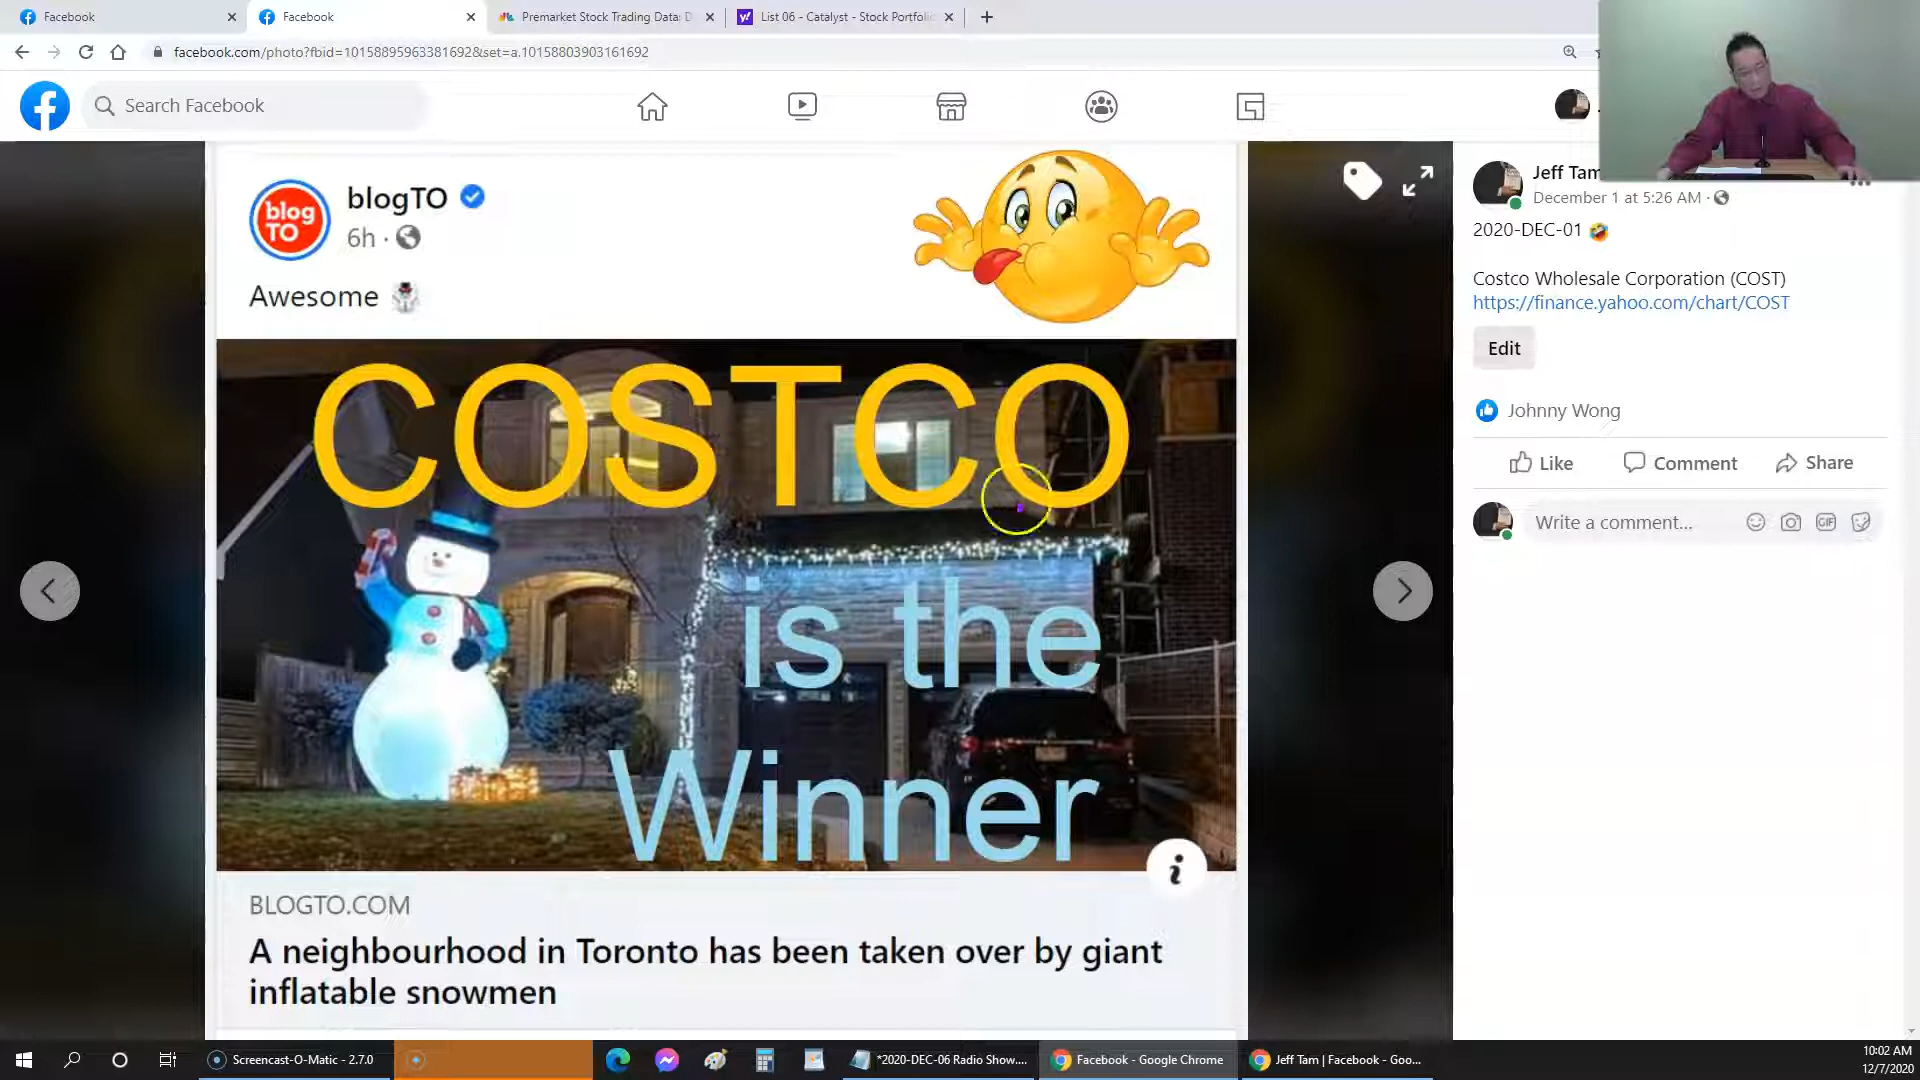 Facebook
Facebook
Premarket Stock Trading Data: D
List 06 - Catalyst - Stock Portfolio
facebook.com/photo?fbid=10158895963381692&set=a.10158803903161692
Search Facebook
blog
TO
blogTO
6h ·
Awesome
COSTCO
is the
Winner
i
BLOGTO.COM
A neighbourhood in Toronto has been taken over by giant
inflatable snowmen
Jeff Tam
December 1 at 5:26 AM ·
2020-DEC-01
Costco Wholesale Corporation (COST)
https://finance.yahoo.com/chart/COST
Edit
Johnny Wong
Like
Comment
Share
Write a comment...
GIF
Screencast-O-Matic - 2.7.0
*2020-DEC-06 Radio Show....
Facebook - Google Chrome
Jeff Tam | Facebook - Goo...
10:02 AM
12/7/2020